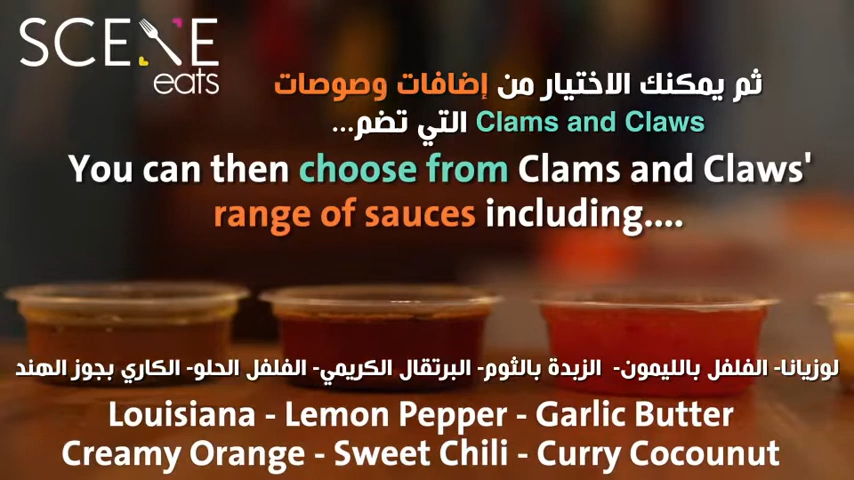 SCENE
eats
ثم يمكنك الاختيار من إضافات وصوصات
Clams and Claws التي تضم...
You can then choose from Clams and Claws'
range of sauces including....
لوزيانا- الفلفل بالليمون- الزبدة بالثوم- البرتقال الكريمي- الفلفل الحلو- الكاري بجوز الهند
Louisiana - Lemon Pepper - Garlic Butter
Creamy Orange - Sweet Chili - Curry Cocounut